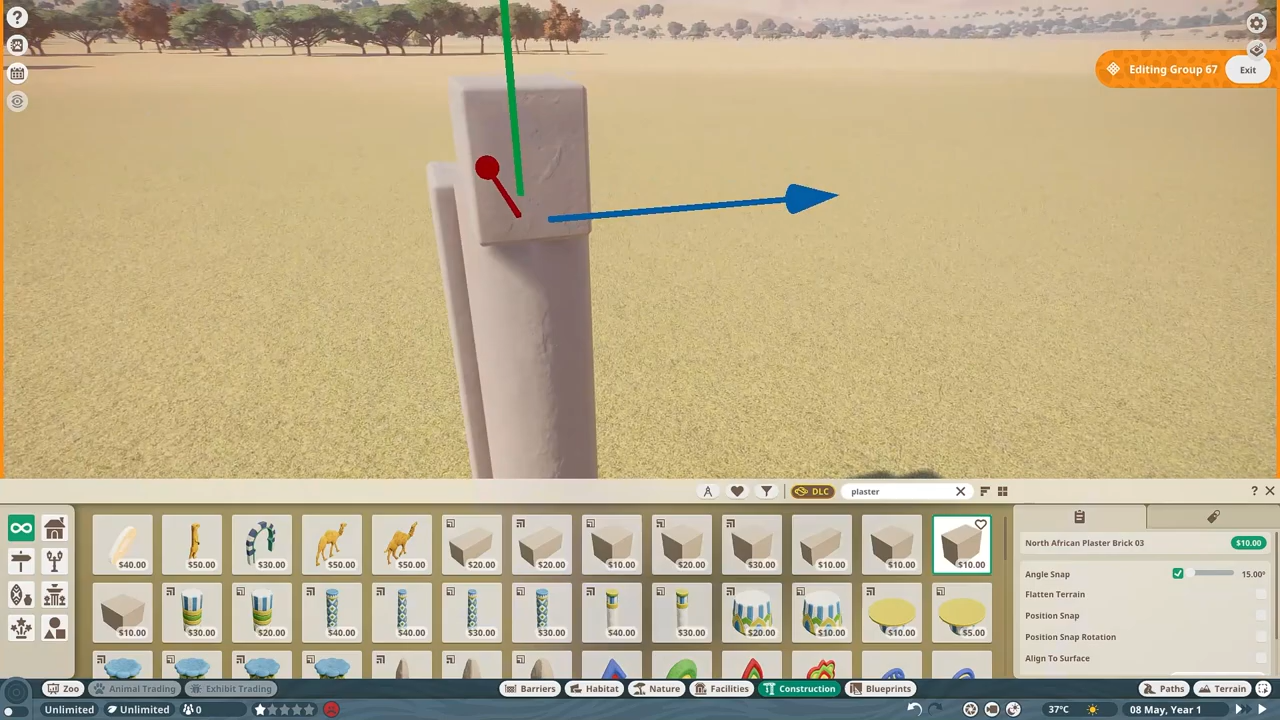 ?
Editing Group 67
Exit
DLC
plaster
?
$40.00
$50.00
$30.00
$50.00
$50.00
$20.00
$20.00
$10.00
$20.00
$30.00
$10.00
$10.00
$10.00
North African Plaster Brick 03
$10.00
Angle Snap
15.00°
Flatten Terrain
$10.00
$30.00
$20.00
$40.00
$40.00
$30.00
$30.00
$40.00
$30.00
$20.00
$10.00
$10.00
$5.00
Position Snap
Position Snap Rotation
Align To Surface
Zoo
Animal Trading
Exhibit Trading
Barriers
Habitat
Nature
Facilities
Construction
Blueprints
Paths
Terrain
Unlimited
Unlimited
0
37°C
08 May, Year 1